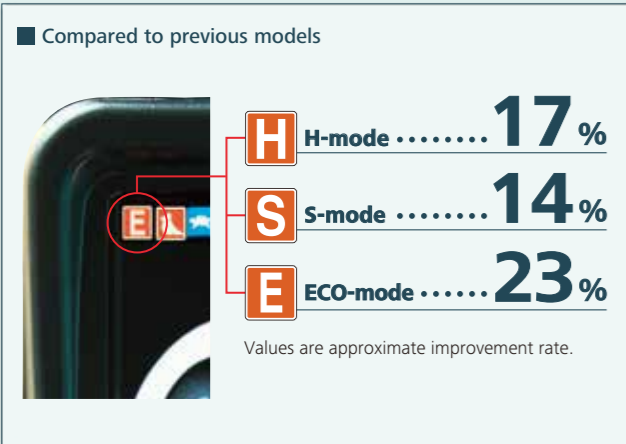 Compared to previous models
H H-mode ........ 17%
S S-mode ........ 14%
E ECO-mode ...... 23%
E
Values are approximate improvement rate.